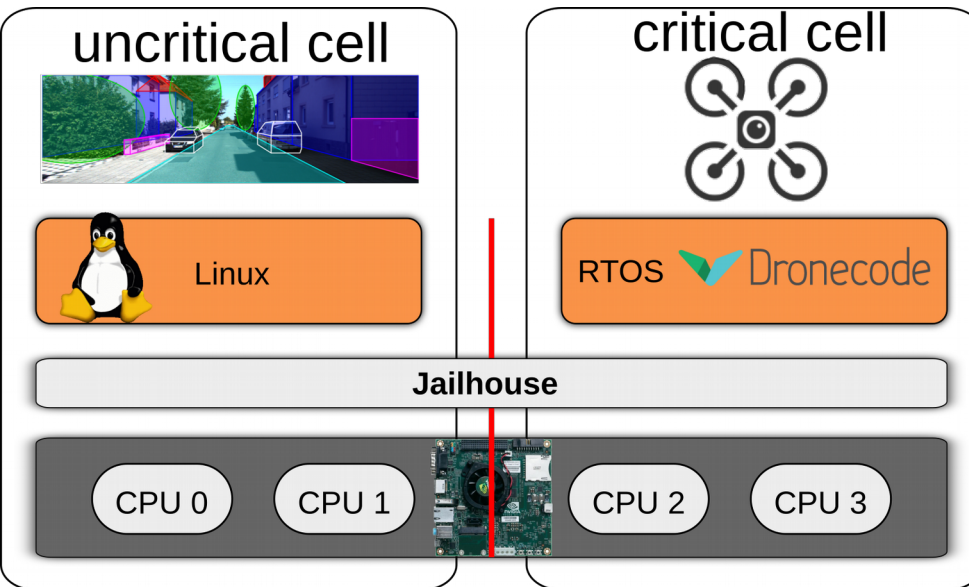 uncritical cell
critical cell
Linux
RTOS Dronecode
Jailhouse
CPU 0
CPU 1
CPU 2
CPU 3